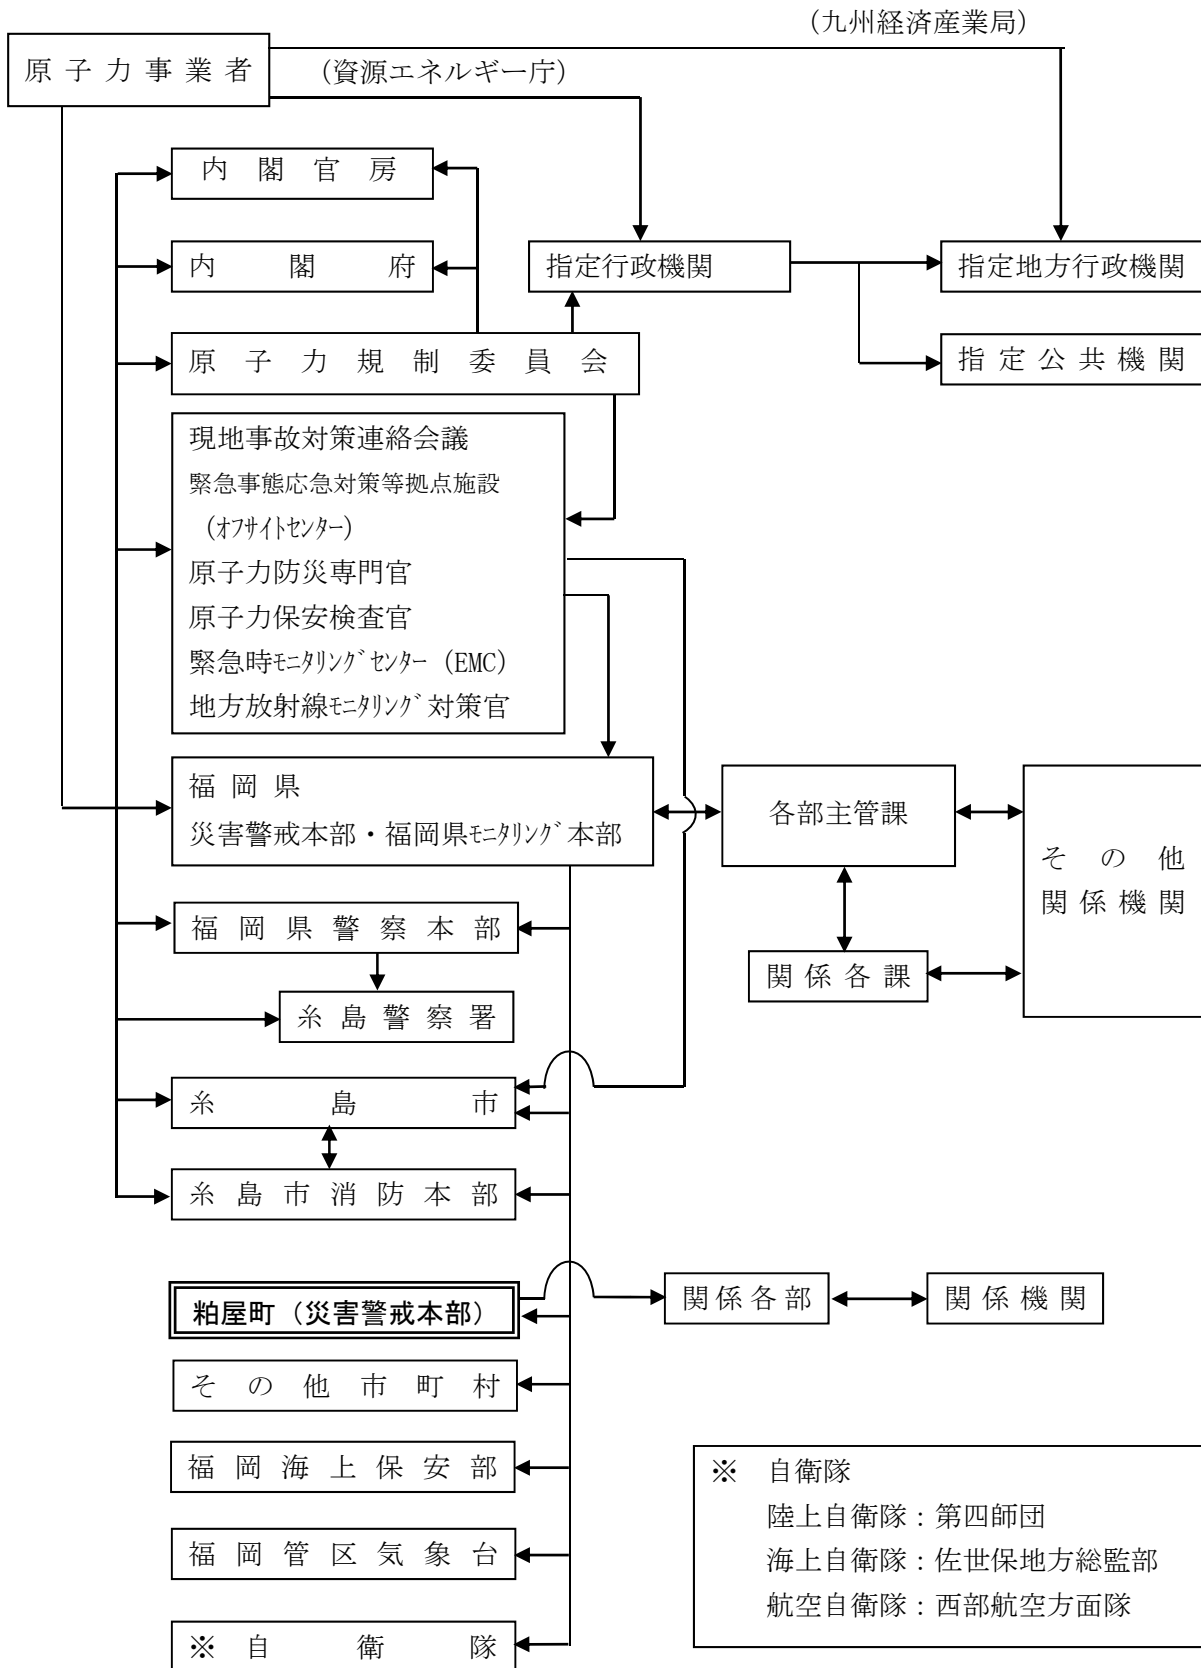 (九州経済産業局)
原子力事業者
(資源エネルギー庁)
内閣官房
内閣府
指定行政機関
指定地方行政機関
原子力規制委員会
指定公共機関
現地事故対策連絡会議
緊急事態応急対策等拠点施設
(ｵﾌｻｲﾄｾﾝﾀｰ)
原子力防災専門官
原子力保安検査官
緊急時ﾓﾆﾀﾘﾝｸﾞｾﾝﾀｰ (EMC)
地方放射線ﾓﾆﾀﾘﾝｸﾞ対策官
福岡県
災害警戒本部・福岡県ﾓﾆﾀﾘﾝｸﾞ本部
各部主管課
その他
関係機関
福岡県警察本部
関係各課
糸島警察署
糸島市
糸島市消防本部
粕屋町（災害警戒本部）
関係各部
関係機関
その他市町村
福岡海上保安部
福岡管区気象台
※自衛隊
※　自衛隊
陸上自衛隊：第四師団
海上自衛隊：佐世保地方総監部
航空自衛隊：西部航空方面隊